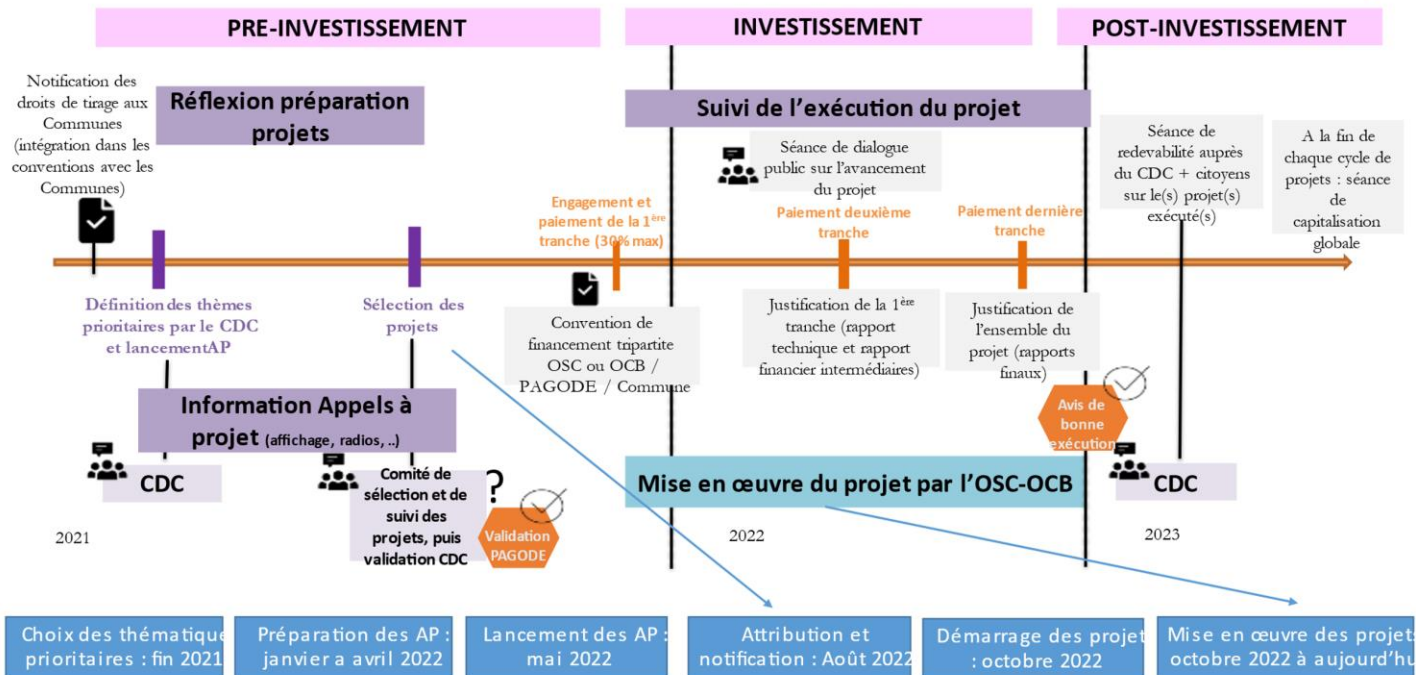 PRE-INVESTISSEMENT
INVESTISSEMENT
POST-INVESTISSEMENT
Notification des
droits de tirage aux
Communes
(intégration dans les
conventions avec les
Communes)
Réflexion préparation
projets
Suivi de l’exécution du projet
Séance de dialogue
public sur l’avancement
du projet
Séance de
redevabilité auprès
du CDC + citoyens
sur le(s) projet(s)
exécuté(s)
A la fin de
chaque cycle de
projets : séance
de
capitalisation
globale
Engagement et
paiement de la 1ère
tranche (30% max)
Paiement deuxième
tranche
Paiement dernière
tranche
Définition des thèmes
prioritaires par le CDC
et lancementAP
Sélection des
projets
Convention de
financement tripartite
OSC ou OCB /
PAGODE / Commune
Justification de la 1ère
tranche (rapport
technique et rapport
financier intermédiaires)
Justification de
l’ensemble du
projet (rapports
finaux)
Information Appels à
projet (affichage, radios, ..)
Avis de
bonne
exécution
CDC
Comité de
sélection et de
suivi des
projets, puis
validation CDC
?
Validation
PAGODE
Mise en œuvre du projet par l’OSC-OCB
CDC
2021
2022
2023
Choix des thématique
prioritaires : fin 2021
Préparation des AP :
janvier a avril 2022
Lancement des AP :
mai 2022
Attribution et
notification : Août 2022
Démarrage des projet
: octobre 2022
Mise en œuvre des projets
octobre 2022 à aujourd’hu